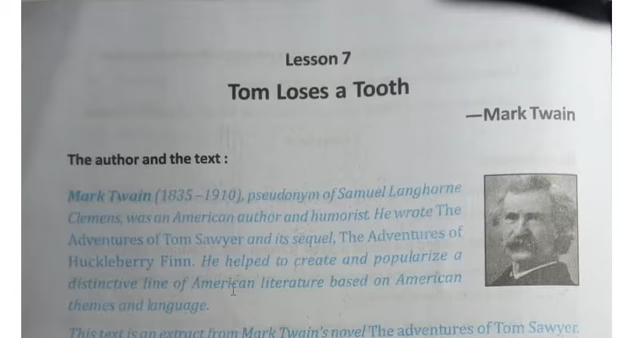 Lesson 7
Tom Loses a Tooth
—Mark Twain
The author and the text :
Mark Twain (1835–1910), pseudonym of Samuel Langhorne
Clemens, was an American author and humorist. He wrote The
Adventures of Tom Sawyer and its sequel, The Adventures of
Huckleberry Finn. He helped to create and popularize a
distinctive line of American literature based on American
themes and language.
This text is an extract from Mark Twain's novel The adventures of Tom Sawyer.